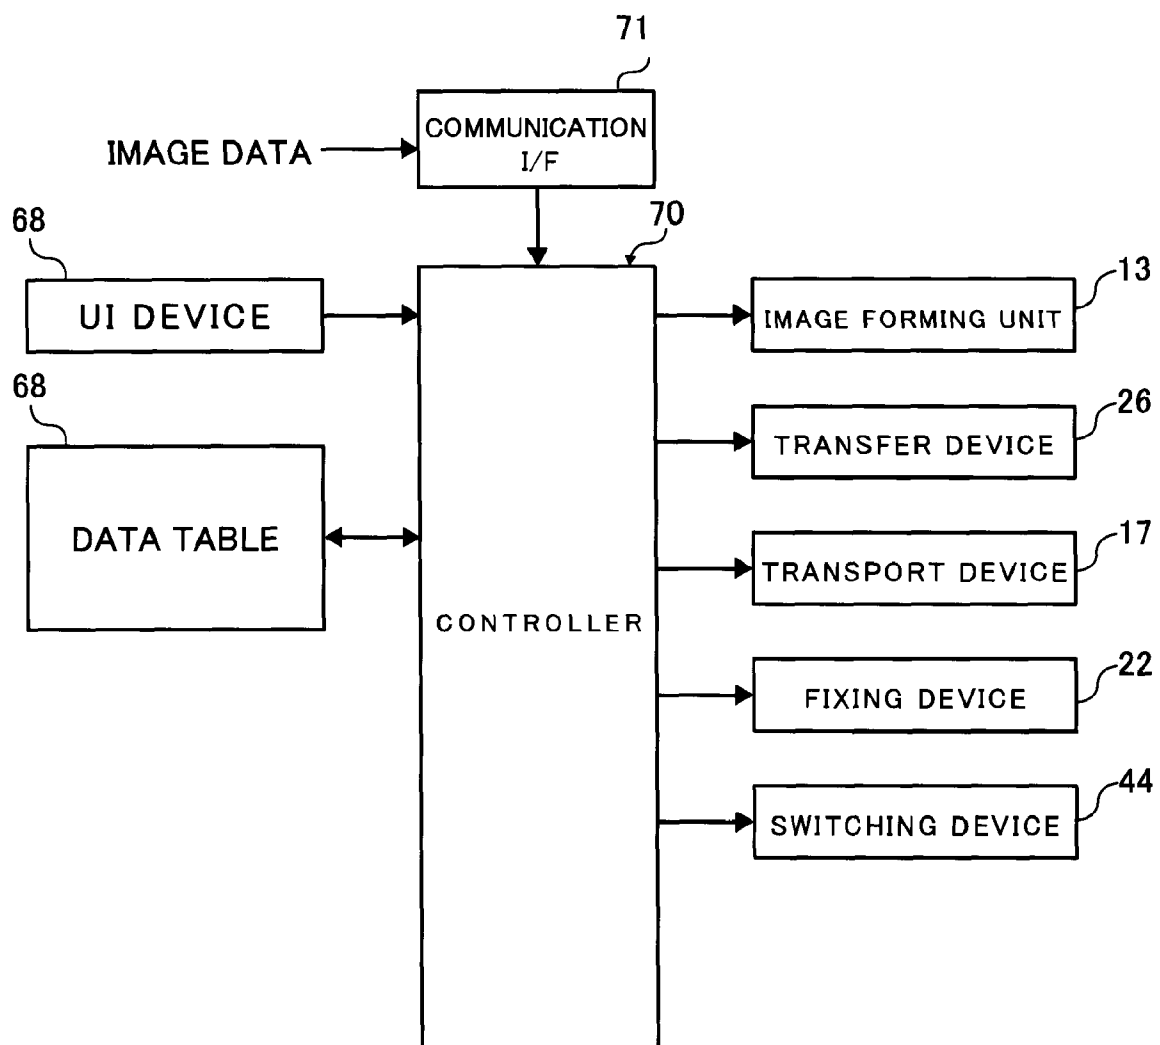 71
COMMUNICATION
I/F
IMAGE DATA
70
68
UI DEVICE
13
IMAGE FORMING UNIT
68
DATA TABLE
26
TRANSFER DEVICE
17
TRANSPORT DEVICE
CONTROLLER
22
FIXING DEVICE
44
SWITCHING DEVICE